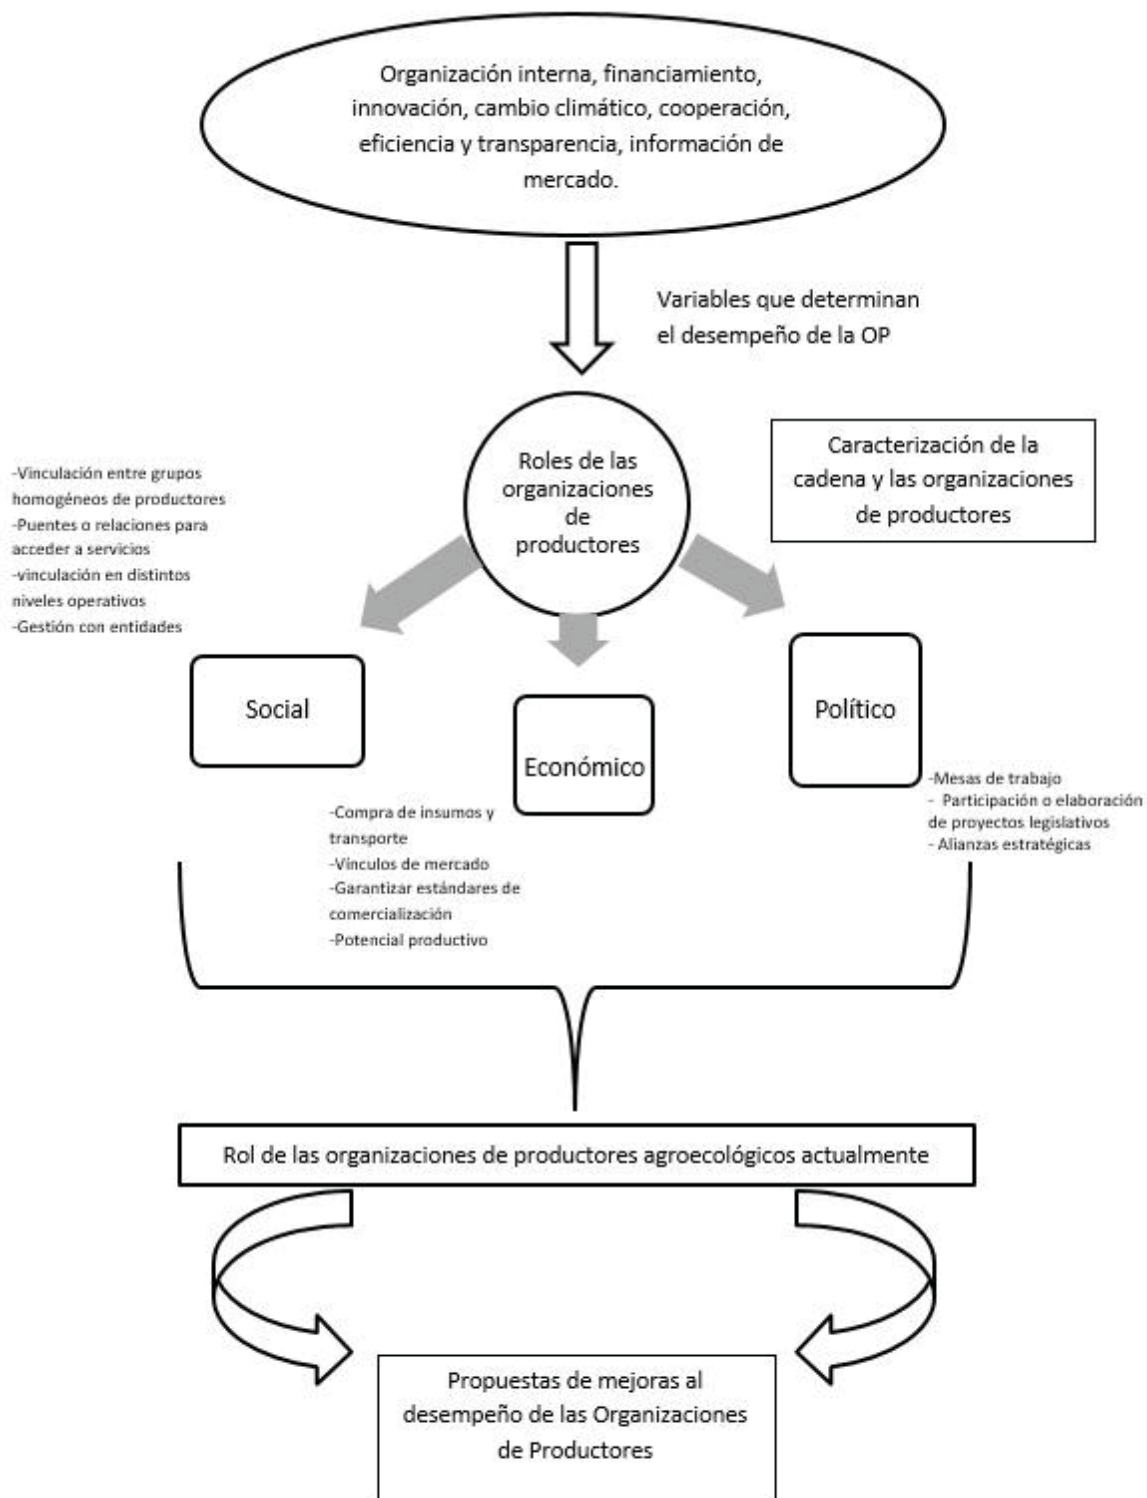 Organización interna, financiamiento,
innovación, cambio climático, cooperación,
eficiencia y transparencia, información de
mercado.
Variables que determinan
el desempeño de la OP
Roles de las
organizaciones
de
productores
Caracterización de la
cadena y las organizaciones
de productores
-Vinculación entre grupos
homogéneos de productores
-Puentes o relaciones para
acceder a servicios
-vinculación en distintos
niveles operativos
-Gestión con entidades
Social
Económico
Político
-Compra de insumos y
transporte
-Vínculos de mercado
-Garantizar estándares de
comercialización
-Potencial productivo
-Mesas de trabajo
- Participación o elaboración
de proyectos legislativos
- Alianzas estratégicas
Rol de las organizaciones de productores agroecológicos actualmente
Propuestas de mejoras al
desempeño de las Organizaciones
de Productores